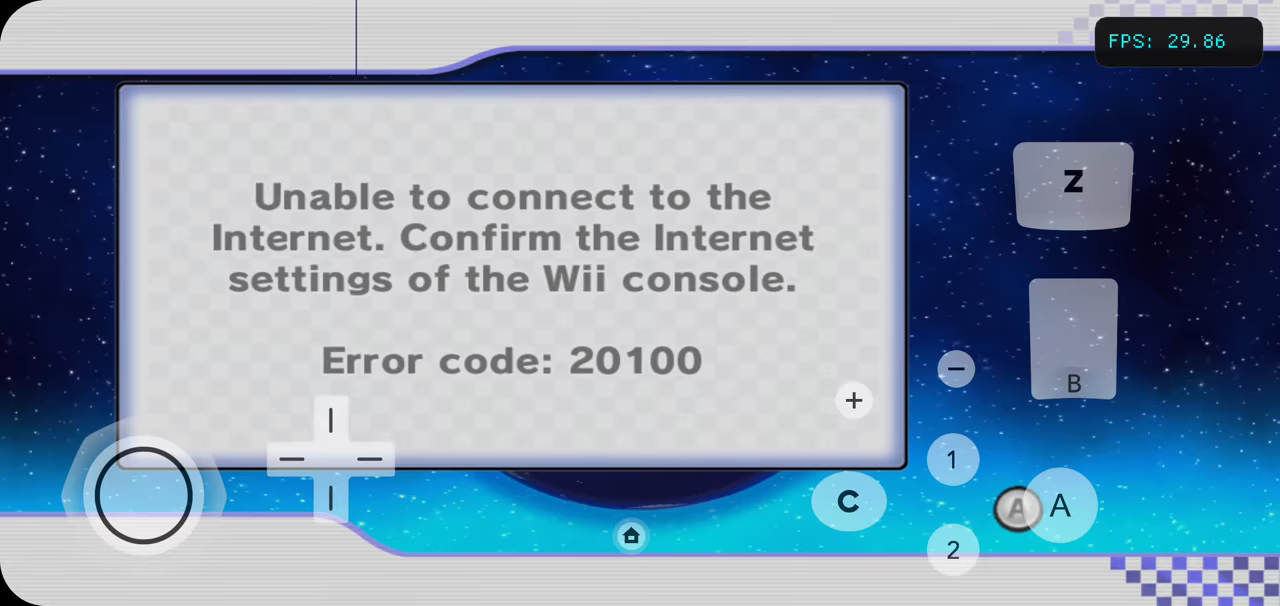 FPS: 29.86
Unable to connect to the
Internet. Confirm the Internet
settings of the Wii console.
Error code: 20100
Z
B
−
+
1
C
A
A
2